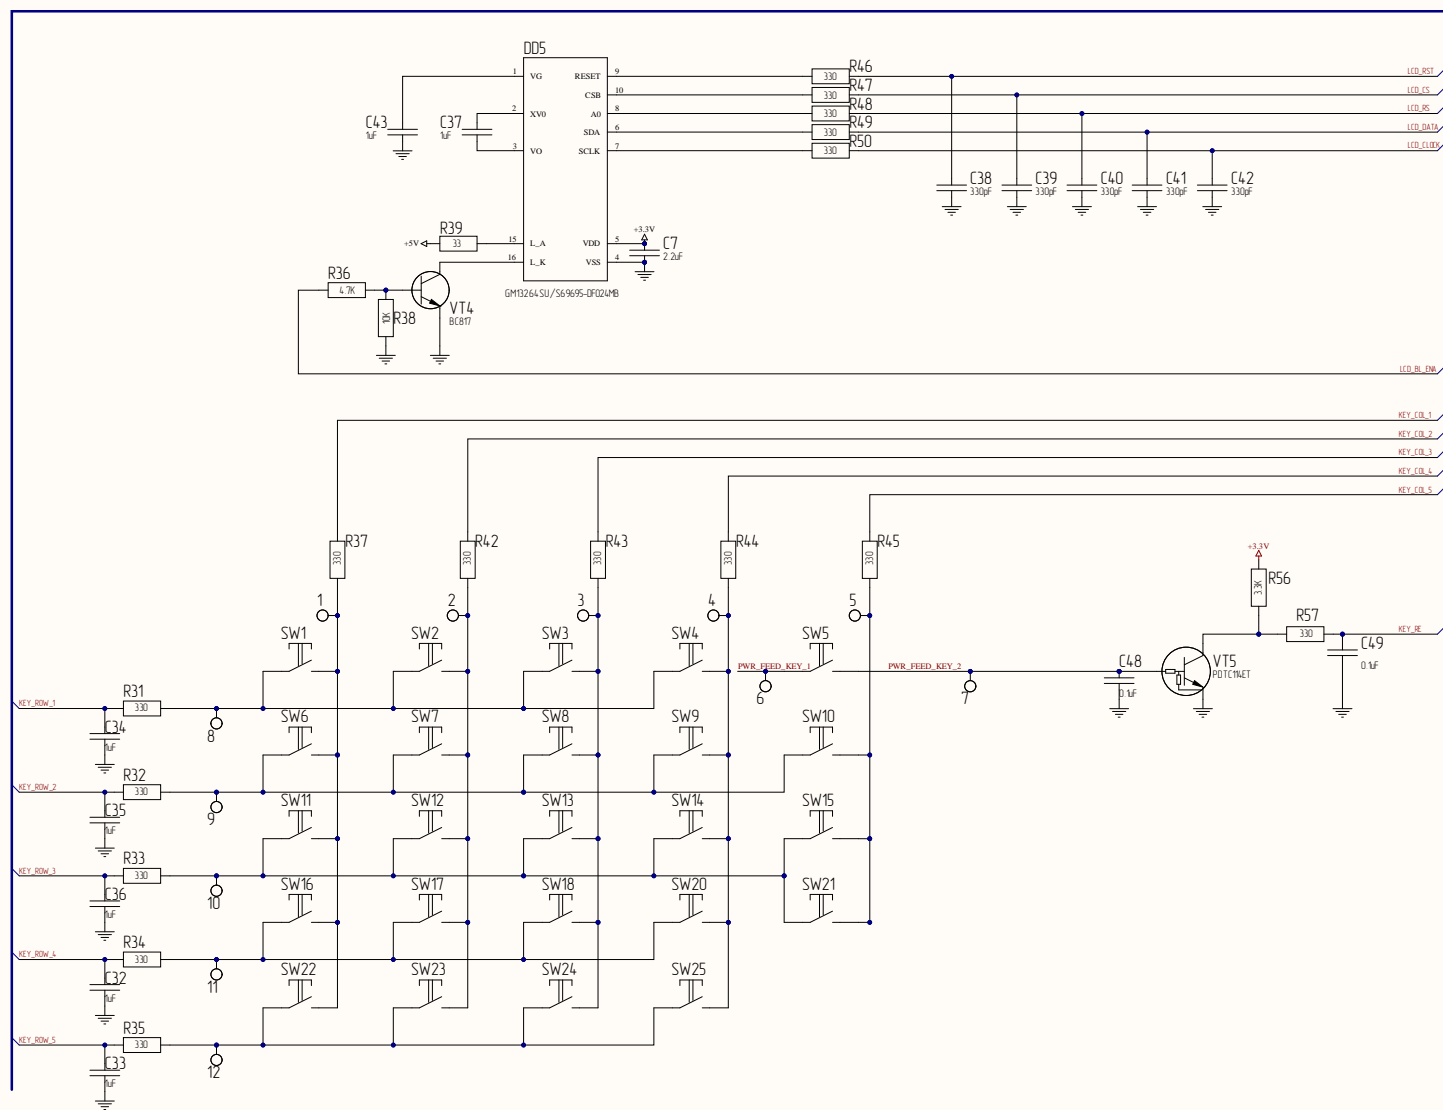 DD5
1 VG RESET 9 330 R46 LCD_RST
CSB 10 330 R47 LCD_CS
C43 1uF C37 1uF 2 XV0 A0 8 330 R48 LCD_RS
SDA 6 330 R49 LCD_DATA
3 VO SCLK 7 330 R50 LCD_CLOCK
C38 330pF C39 330pF C40 330pF C41 330pF C42 330pF
R39 +3.3V
+5V 33 15 L_A VDD 5 C7 2.2uF
16 L_K VSS 4
R36 4.7K GM13264SU/S69695-DF024MB
10K R38 VT4
BC817
LCD_BL_ENA
KEY_COL_1
KEY_COL_2
KEY_COL_3
KEY_COL_4
KEY_COL_5
330 R37 330 R42 330 R43 330 R44 330 R45 +3.3V
3.3K R56
1 2 3 4 5 R57
330 KEY_RE
SW1 SW2 SW3 SW4 SW5 C49
0.1uF
PWR_FEED_KEY_1 PWR_FEED_KEY_2 C48 VT5
PDTC114ET
0.1uF
6 7
R31
KEY_ROW_1 330
C34 1uF 8 SW6 SW7 SW8 SW9 SW10
R32
KEY_ROW_2 330
C35 1uF 9 SW11 SW12 SW13 SW14 SW15
R33
KEY_ROW_3 330
C36 1uF 10 SW16 SW17 SW18 SW20 SW21
R34
KEY_ROW_4 330
C32 1uF 11 SW22 SW23 SW24 SW25
R35
KEY_ROW_5 330
C33 1uF 12